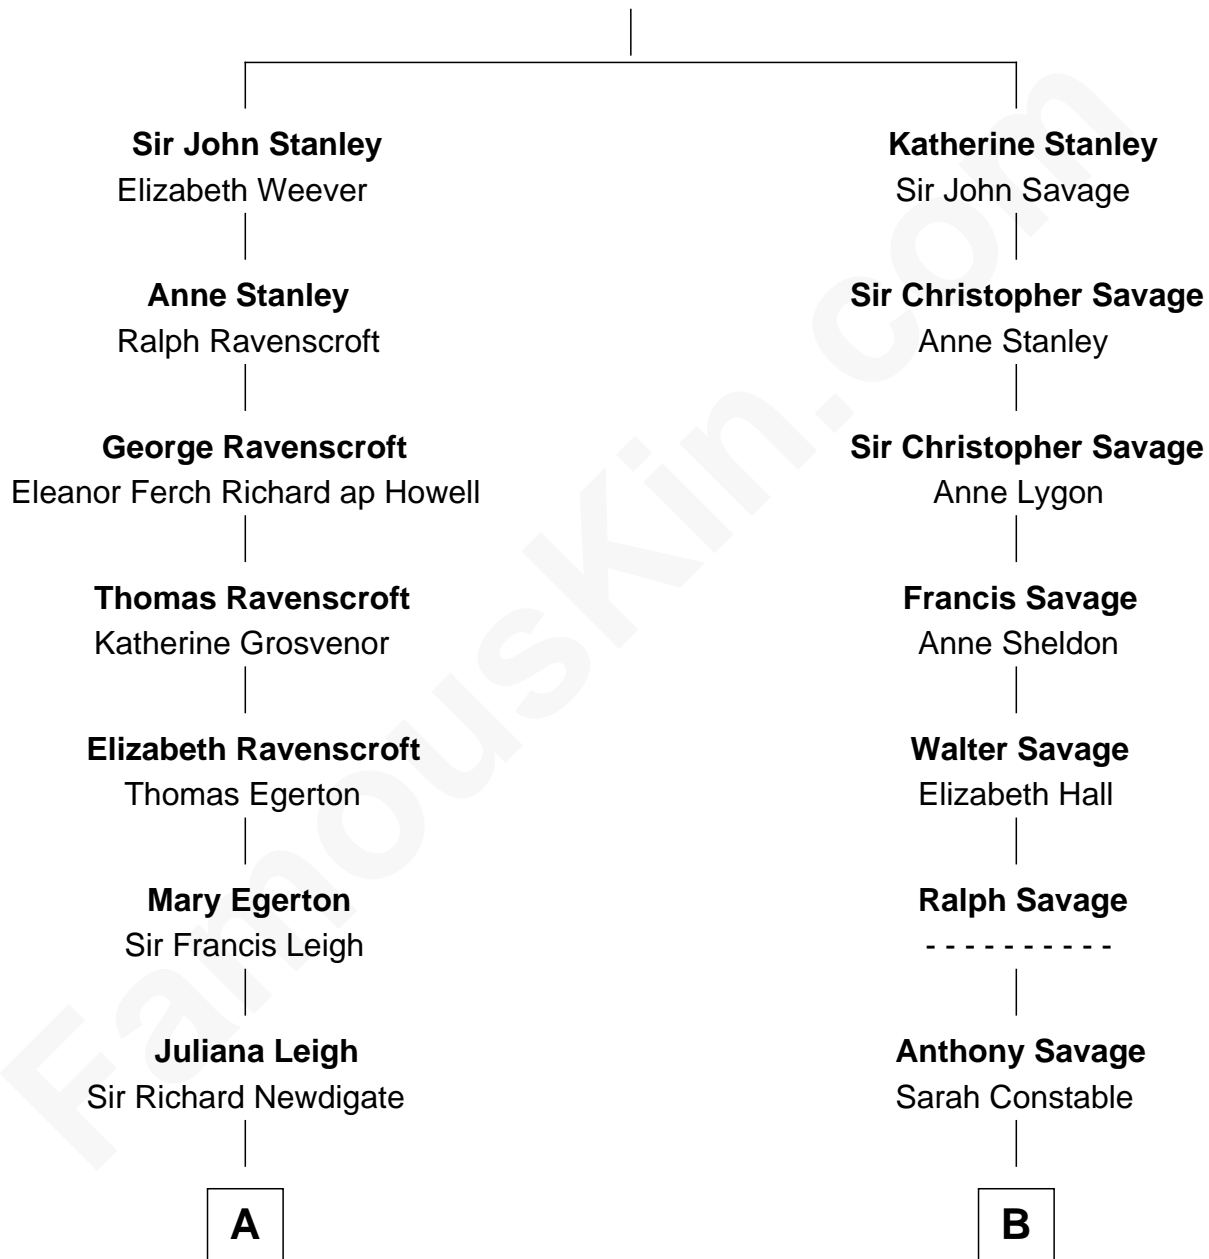 Sir John Stanley
Elizabeth Weever
Anne Stanley
Ralph Ravenscroft
George Ravenscroft
Eleanor Ferch Richard ap Howell
Thomas Ravenscroft
Katherine Grosvenor
Elizabeth Ravenscroft
Thomas Egerton
Mary Egerton
Sir Francis Leigh
Juliana Leigh
Sir Richard Newdigate
A
Katherine Stanley
Sir John Savage
Sir Christopher Savage
Anne Stanley
Sir Christopher Savage
Anne Lygon
Francis Savage
Anne Sheldon
Walter Savage
Elizabeth Hall
Ralph Savage
- - - - - - - - - -
Anthony Savage
Sarah Constable
B
FamousKin.com